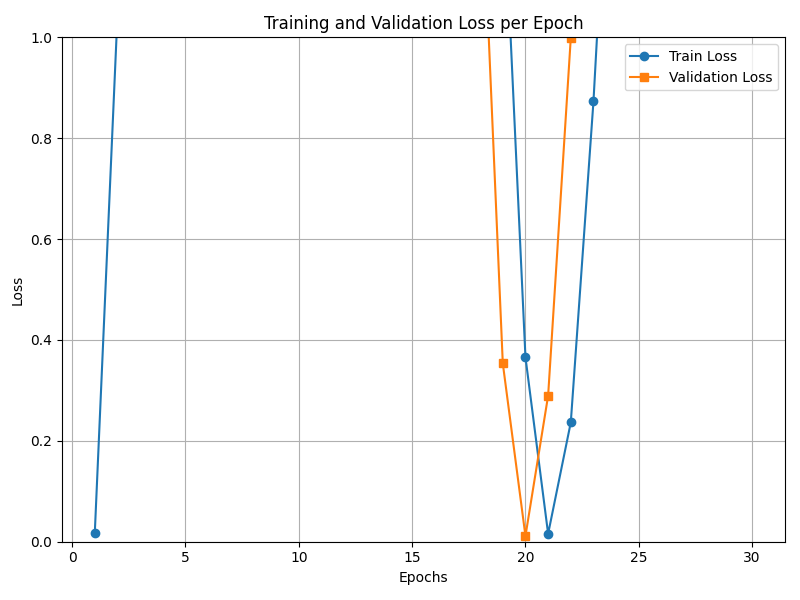 Training and Validation Loss per Epoch
1.0
0.8
0.6
0.4
0.2
0.0
Loss
Train Loss
Validation Loss
0 5 10 15 20 25 30
Epochs